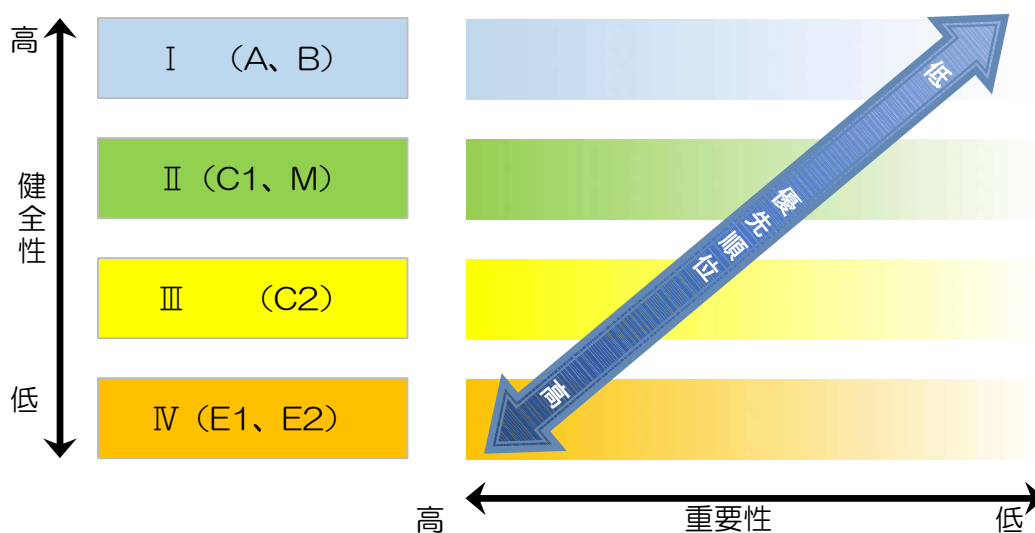 高
健全性
低
Ⅰ　（A、B）
Ⅱ（C1、M）
Ⅲ　　（C2）
Ⅳ（E1、E2）
低
優先順位
高
高
重要性
低